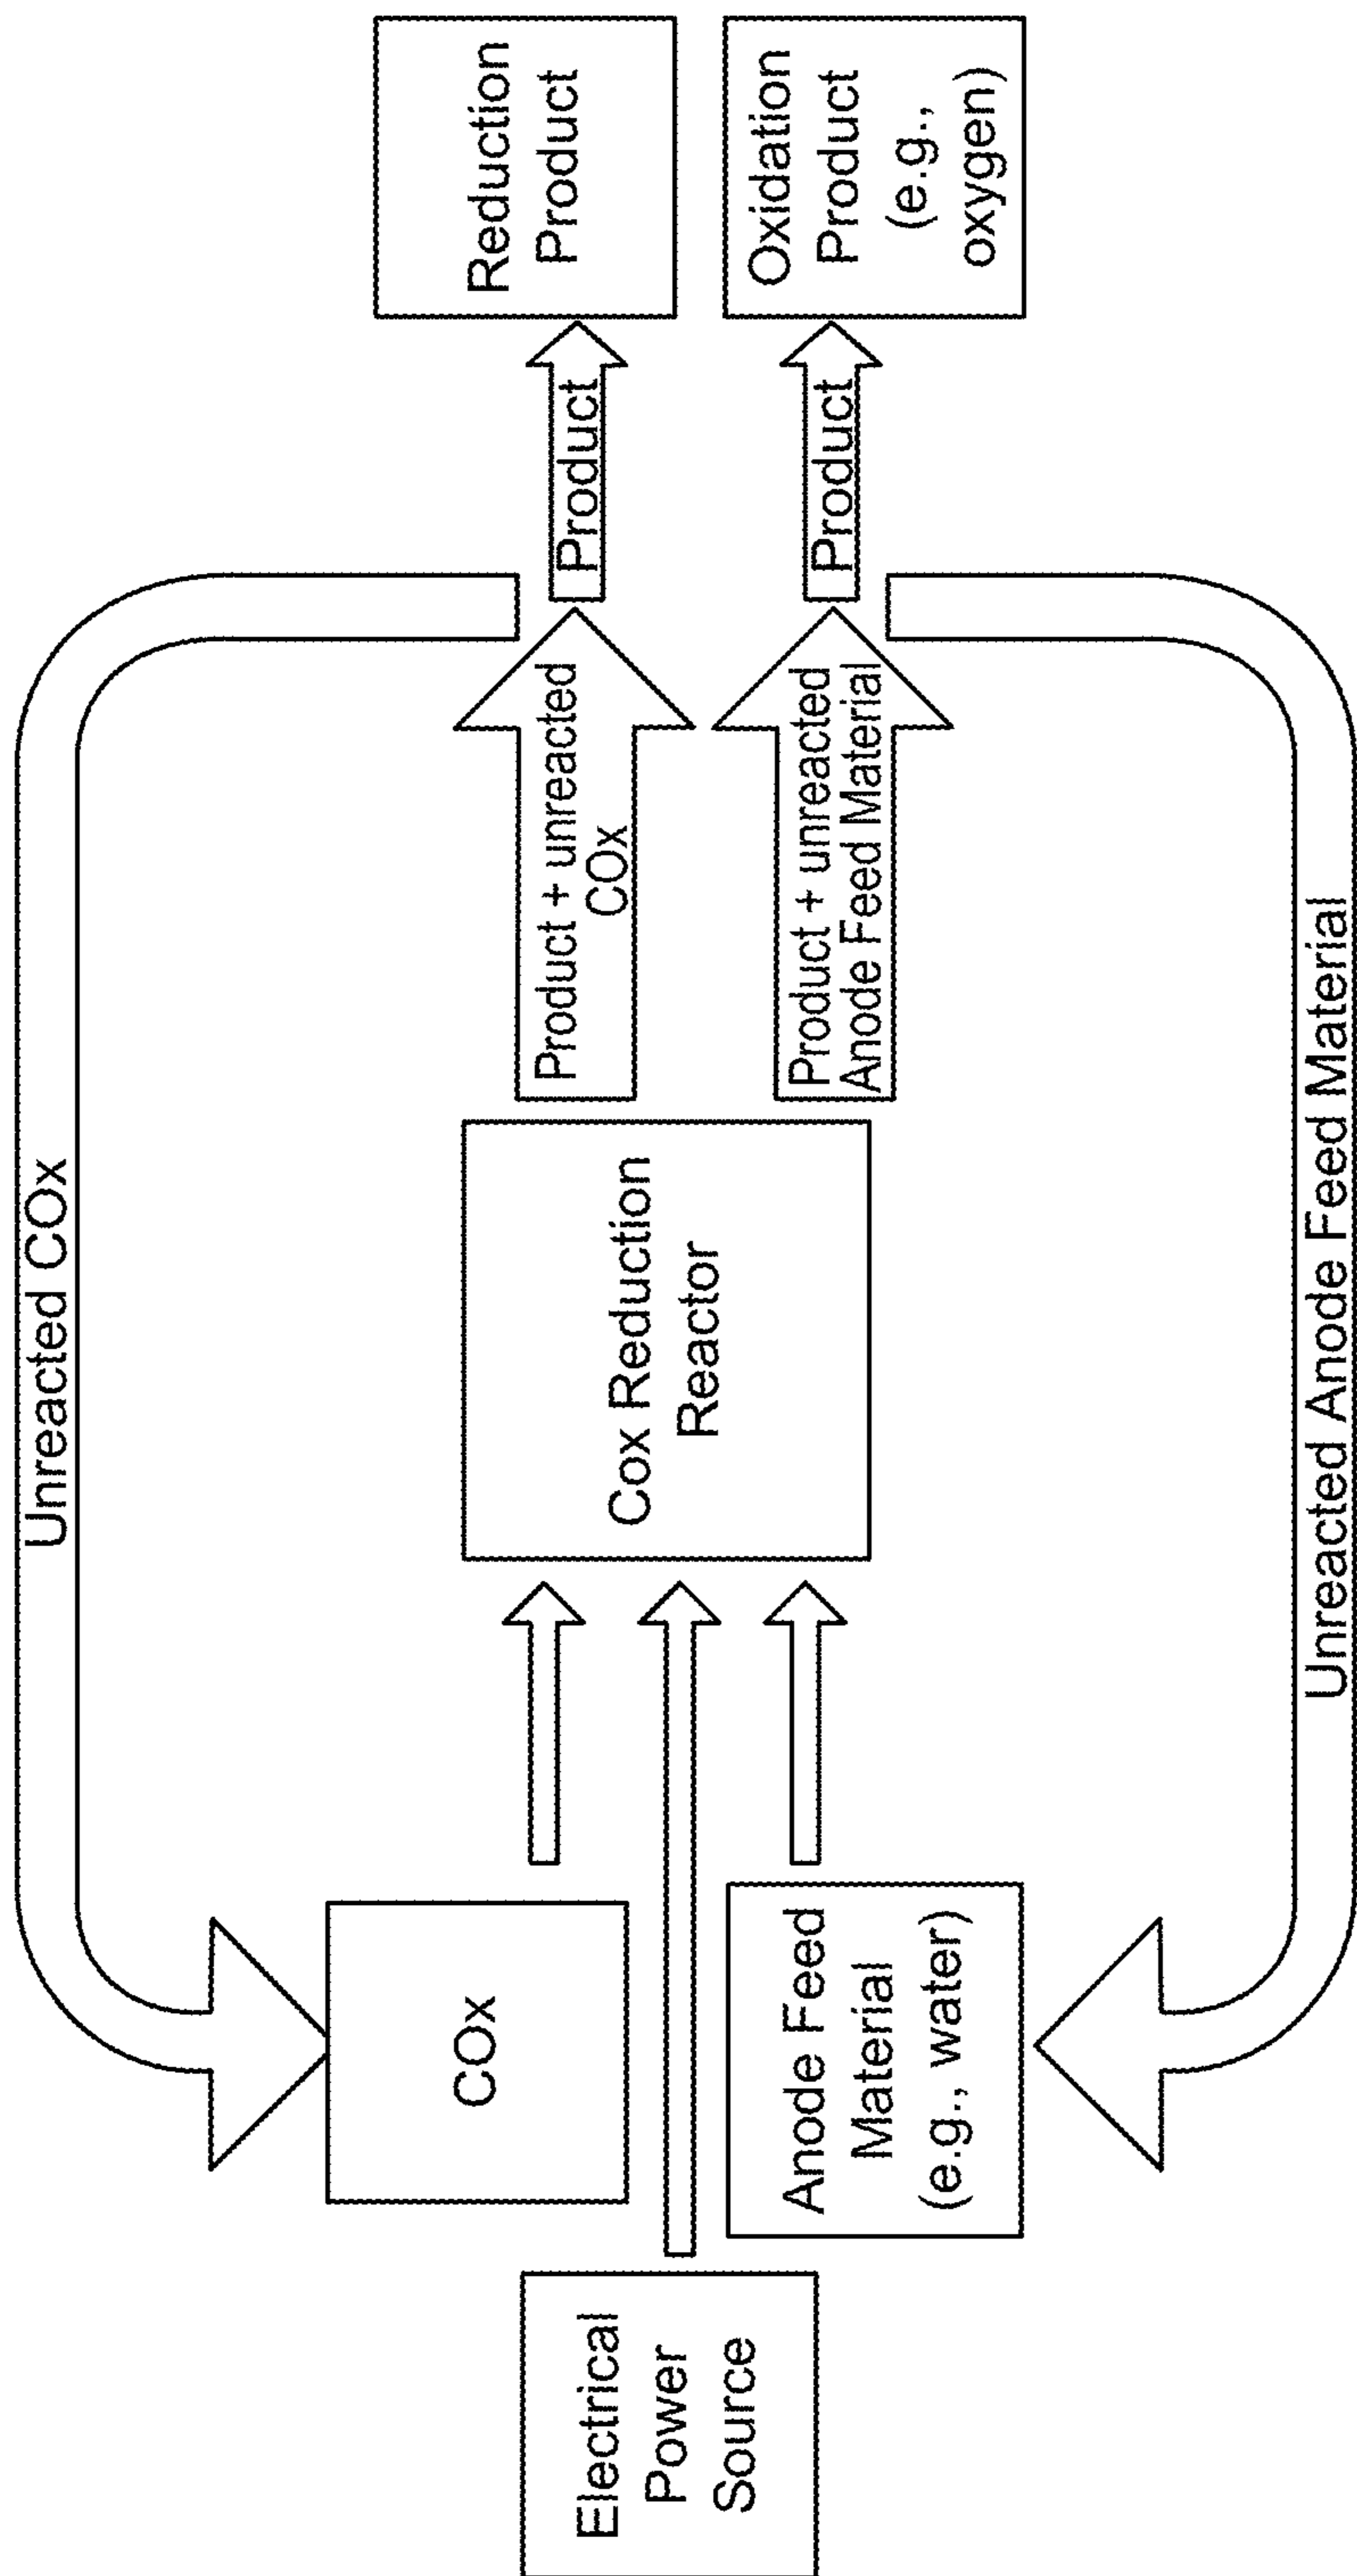 Unreacted COx
COx
Electrical
Power
Source
Anode Feed
Material
(e.g., water)
Cox Reduction
Reactor
Product + unreacted
COx
Product + unreacted
Anode Feed Material
Product
Product
Reduction
Product
Oxidation
Product
(e.g.,
oxygen)
Unreacted Anode Feed Material